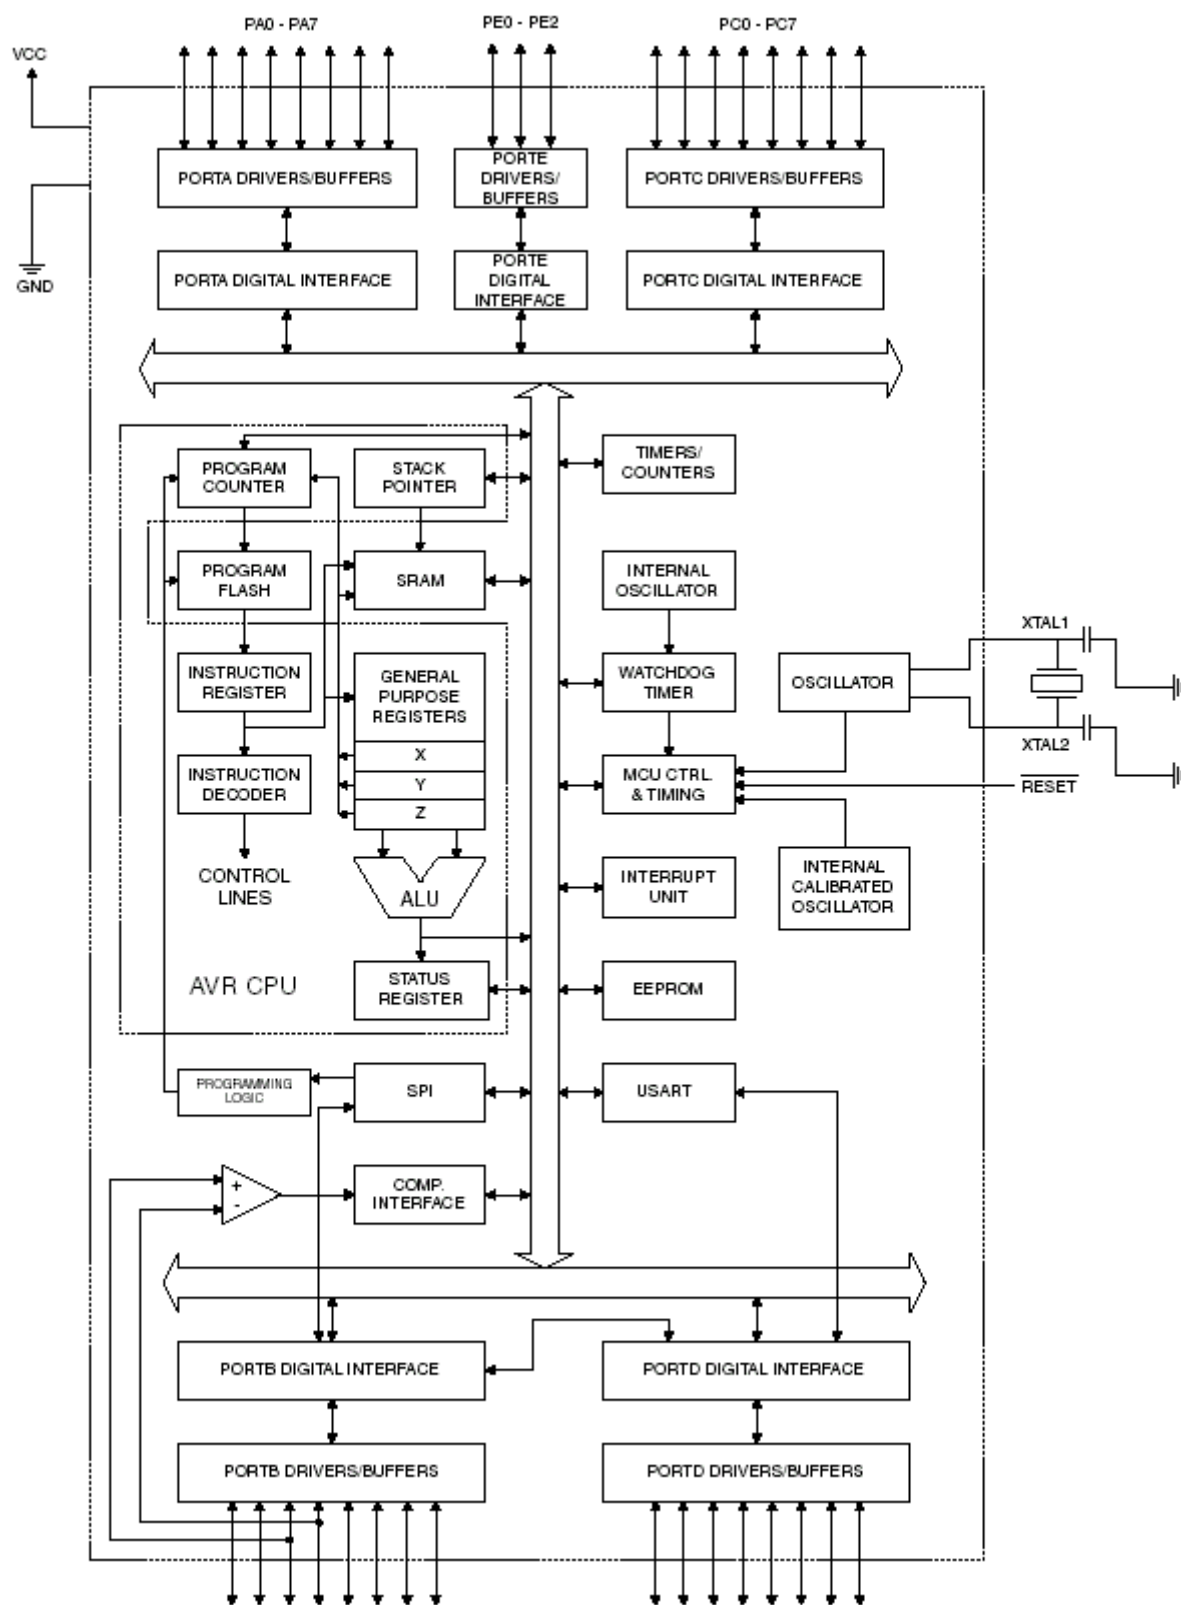 PA0 - PA7
PE0 - PE2
PC0 - PC7
VCC
PORTA DRIVERS/BUFFERS
PORTE
DRIVERS/
BUFFERS
PORTC DRIVERS/BUFFERS
GND
PORTA DIGITAL INTERFACE
PORTE
DIGITAL
INTERFACE
PORTC DIGITAL INTERFACE
PROGRAM
COUNTER
STACK
POINTER
TIMERS/
COUNTERS
PROGRAM
FLASH
SRAM
INTERNAL
OSCILLATOR
XTAL1
INSTRUCTION
REGISTER
GENERAL
PURPOSE
REGISTERS
WATCHDOG
TIMER
OSCILLATOR
XTAL2
X
Y
Z
INSTRUCTION
DECODER
MCU CTRL.
& TIMING
RESET
CONTROL
LINES
ALU
INTERRUPT
UNIT
INTERNAL
CALIBRATED
OSCILLATOR
AVR CPU
STATUS
REGISTER
EEPROM
PROGRAMMING
LOGIC
SPI
USART
+
-
COMP.
INTERFACE
PORTB DIGITAL INTERFACE
PORTD DIGITAL INTERFACE
PORTB DRIVERS/BUFFERS
PORTD DRIVERS/BUFFERS